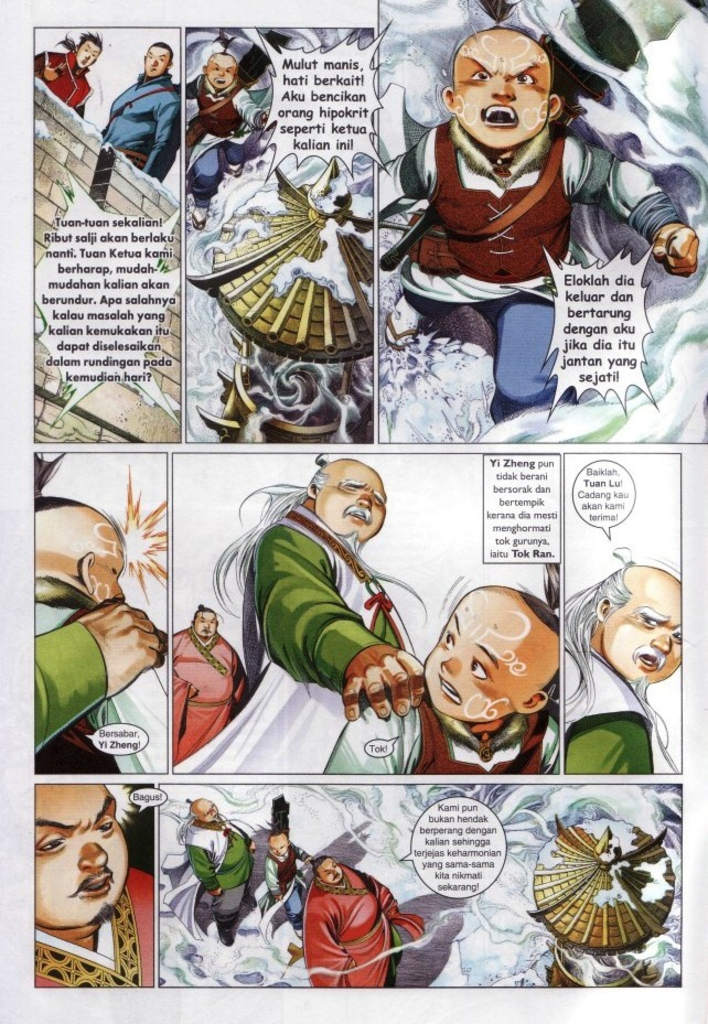 Tuan-tuan sekalian!
Ribut salji akan berlaku
nanti. Tuan Ketua kami
berharap, mudah-
mudahan kalian akan
berundur. Apa salahnya
kalau masalah yang
kalian kemukakan itu
dapat diselesaikan
dalam rundingan pada
kemudian hari?
Mulut manis,
hati berkait!
Aku bencikan
orang hipokrit
seperti ketua
kalian ini!
Eloklah dia
keluar dan
bertarung
dengan aku
jika dia itu
jantan yang
sejati!
Bersabar,
Yi Zheng!
Yi Zheng pun
tidak berani
bersorak dan
bertempik
kerana dia mesti
menghormati
tok gurunya,
iaitu Tok Ran.
Tok!
Baiklah,
Tuan Lu!
Cadang kau
akan kami
terima!
Bagus!
Kami pun
bukan hendak
berperang dengan
kalian sehingga
terjejas keharmonian
yang sama-sama
kita nikmati
sekarang!